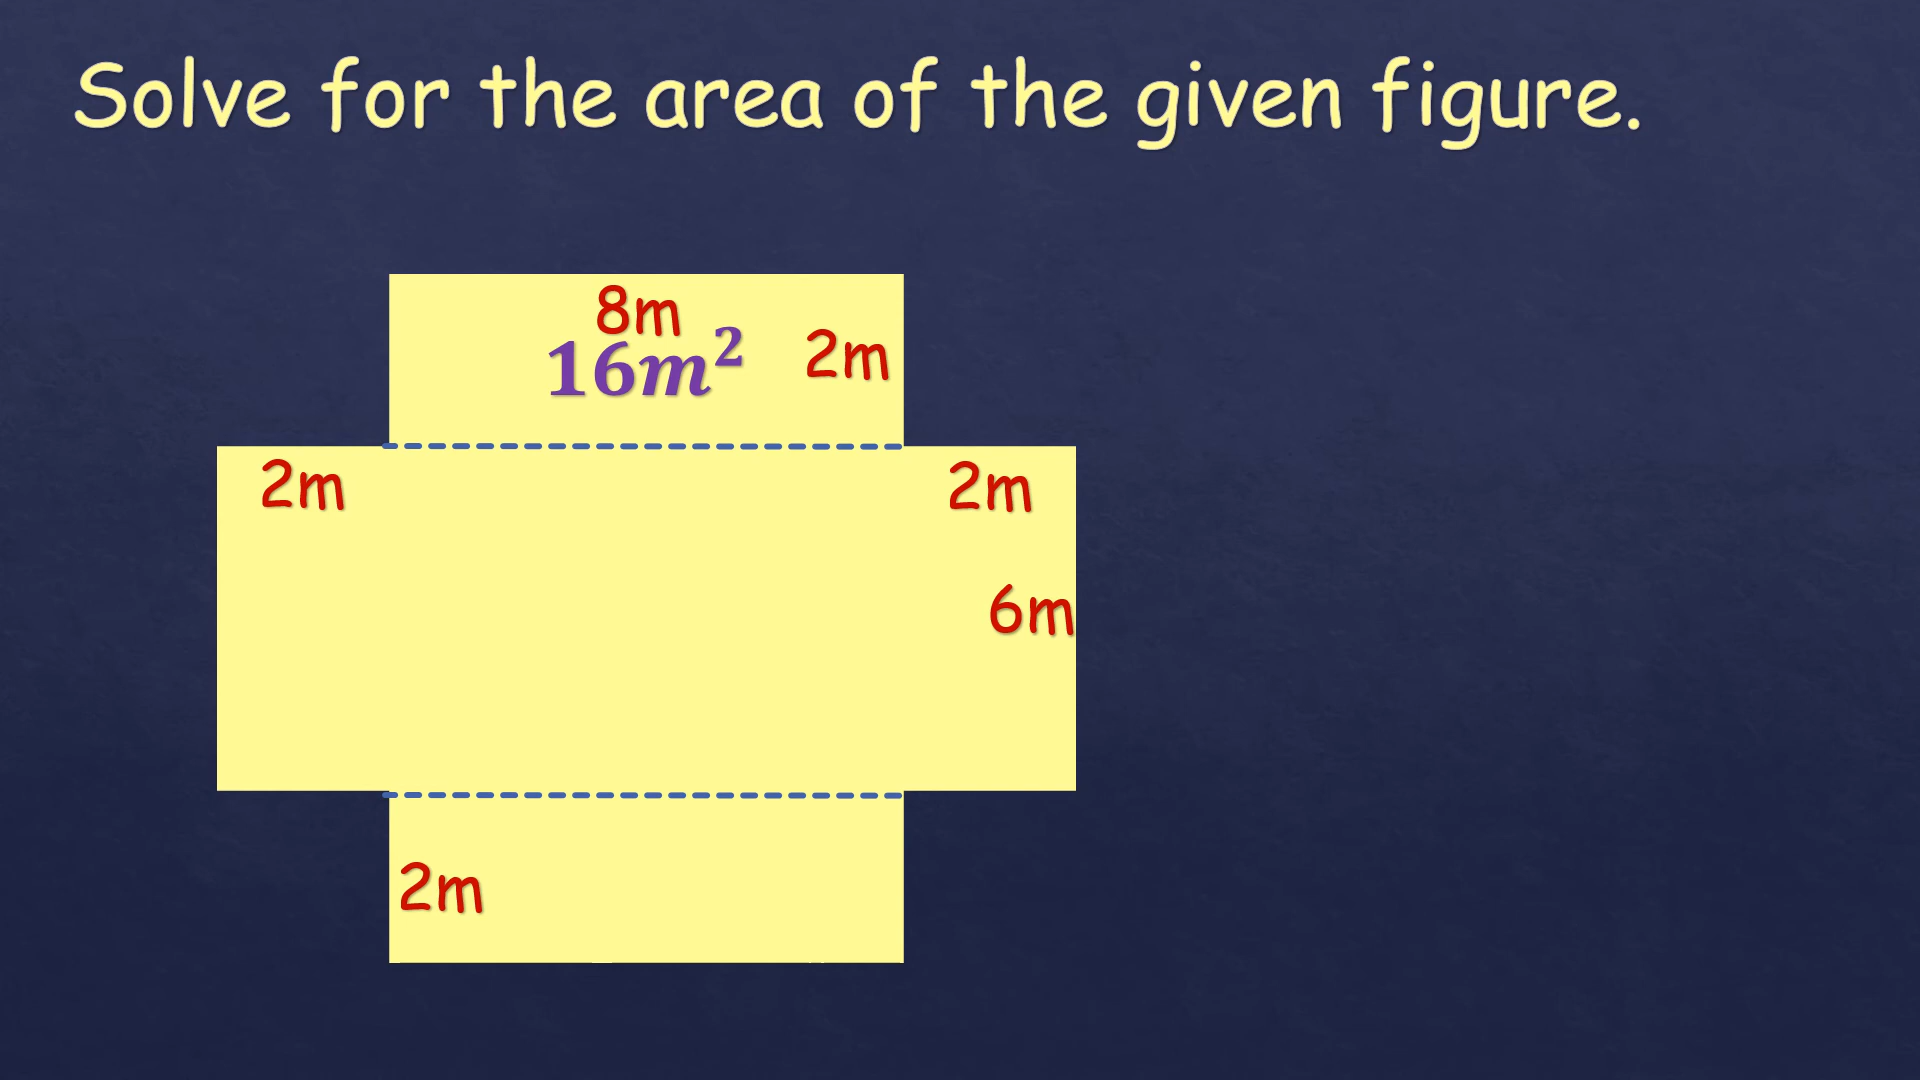 Solve for the area of the given figure.
8m
16m²
2m
2m
2m
6m
2m